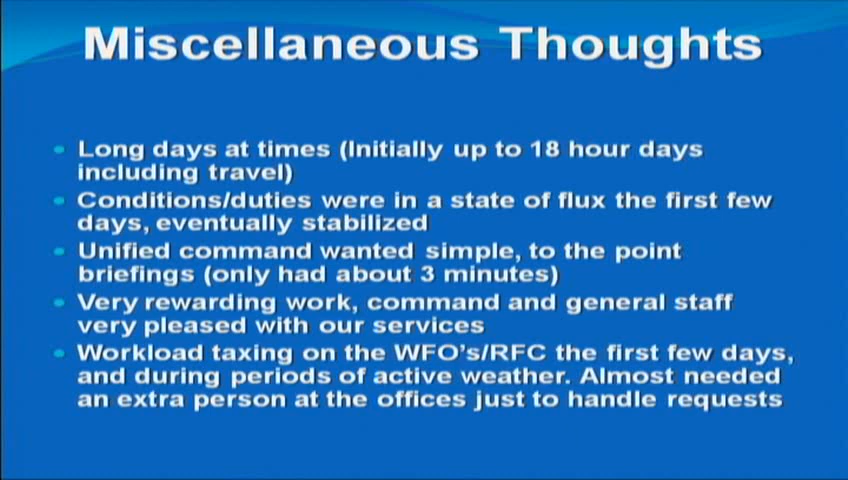 Miscellaneous Thoughts
Long days at times (Initially up to 18 hour days
including travel)
Conditions/duties were in a state of flux the first few
days, eventually stabilized
Unified command wanted simple, to the point
briefings (only had about 3 minutes)
Very rewarding work, command and general staff
very pleased with our services
Workload taxing on the WFO's/RFC the first few days,
and during periods of active weather. Almost needed
an extra person at the offices just to handle requests